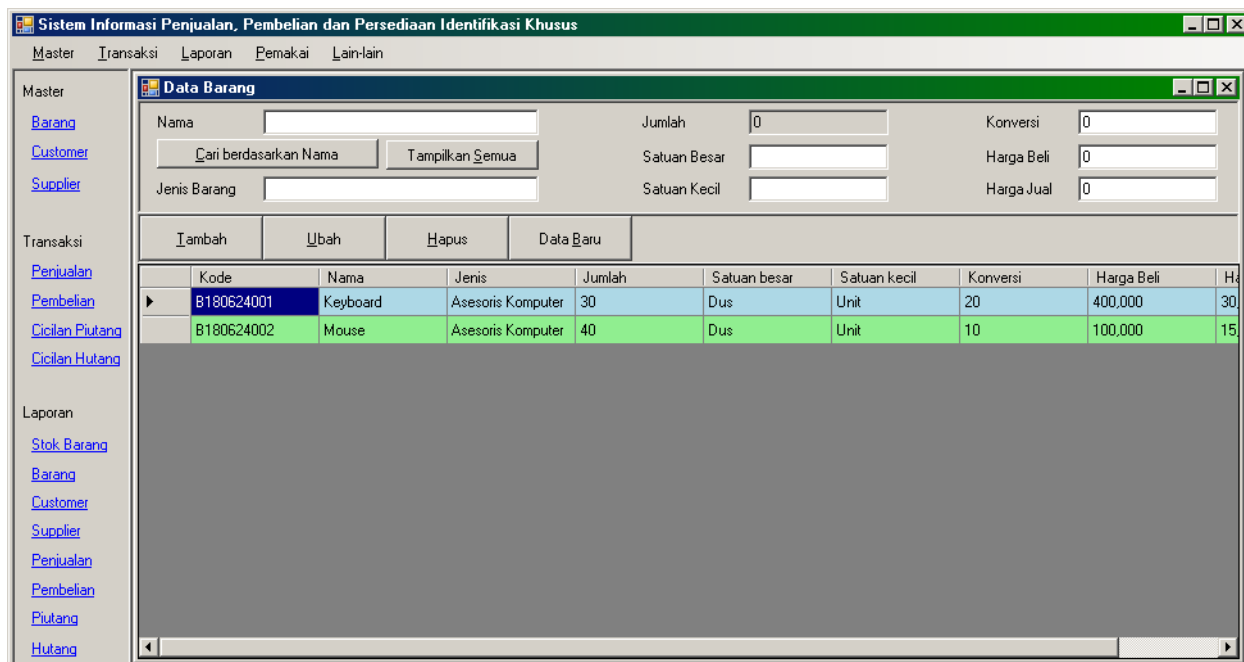 Sistem Informasi Penjualan, Pembelian dan Persediaan Identifikasi Khusus
Master Transaksi Laporan Pemakai Lain-lain
Master
Barang
Customer
Supplier
Transaksi
Penjualan
Pembelian
Cicilan Piutang
Cicilan Hutang
Laporan
Stok Barang
Barang
Customer
Supplier
Penjualan
Pembelian
Piutang
Hutang
Data Barang
Nama Jumlah 0 Konversi 0
Cari berdasarkan Nama Tampilkan Semua Satuan Besar Harga Beli 0
Jenis Barang Satuan Kecil Harga Jual 0
Tambah Ubah Hapus Data Baru
Kode Nama Jenis Jumlah Satuan besar Satuan kecil Konversi Harga Beli Ha
B180624001 Keyboard Asesoris Komputer 30 Dus Unit 20 400,000 30,
B180624002 Mouse Asesoris Komputer 40 Dus Unit 10 100,000 15,